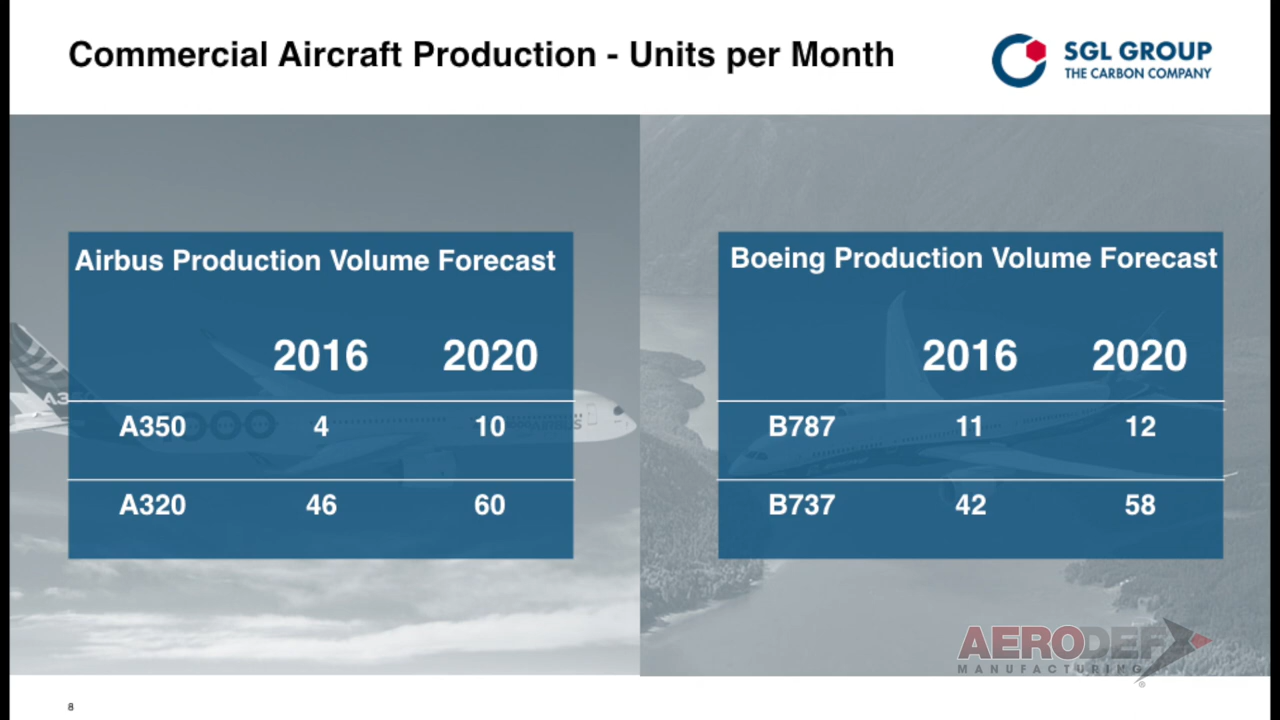 Commercial Aircraft Production - Units per Month
SGL GROUP
THE CARBON COMPANY
Airbus Production Volume Forecast
2016 2020
A350 4 10
A320 46 60
Boeing Production Volume Forecast
2016 2020
B787 11 12
B737 42 58
AERODEF
MANUFACTURING
®
8